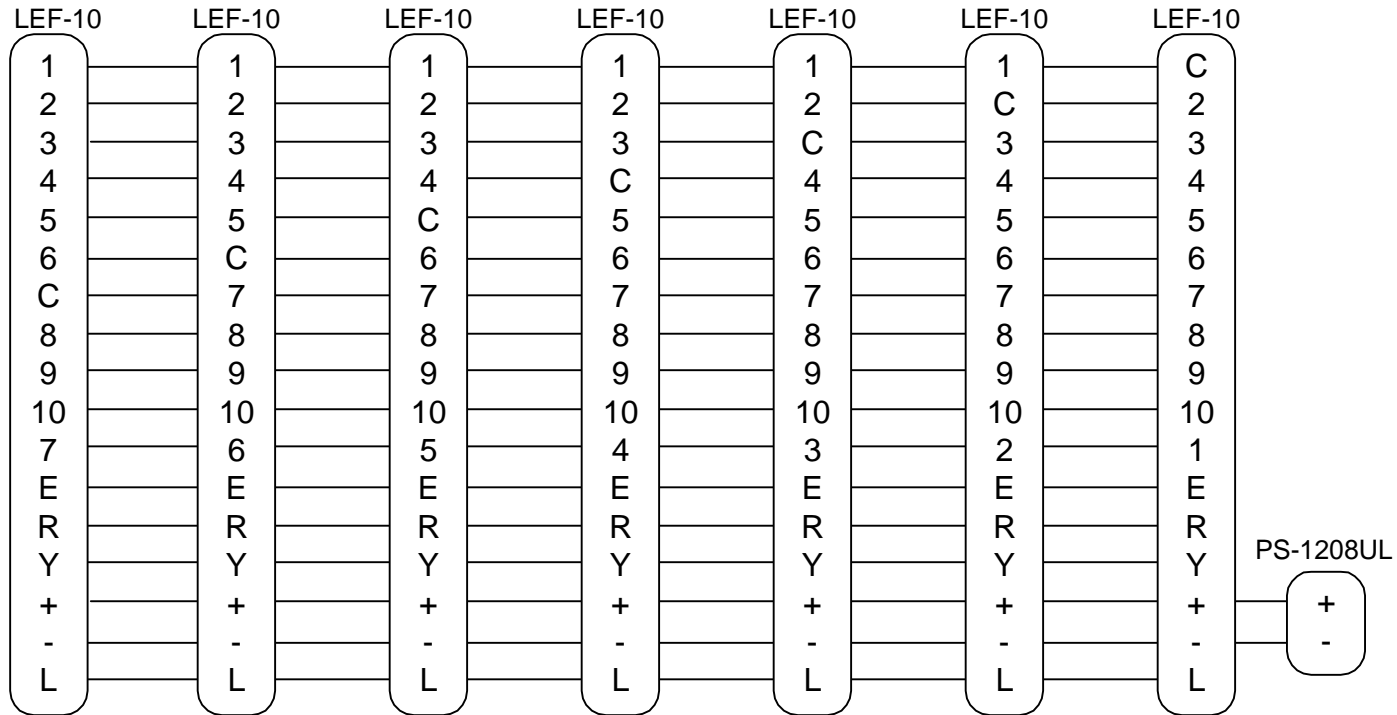 LEF-10 LEF-10 LEF-10 LEF-10 LEF-10 LEF-10 LEF-10
1 1 1 1 1 1 C
2 2 2 2 2 C 2
3 3 3 3 C 3 3
4 4 4 C 4 4 4
5 5 C 5 5 5 5
6 C 6 6 6 6 6
C 7 7 7 7 7 7
8 8 8 8 8 8 8
9 9 9 9 9 9 9
10 10 10 10 10 10 10
7 6 5 4 3 2 1
E E E E E E E
R R R R R R R
PS-1208UL
Y Y Y Y Y Y Y
+ + + + + + + +
- - - - - - - -
L L L L L L L